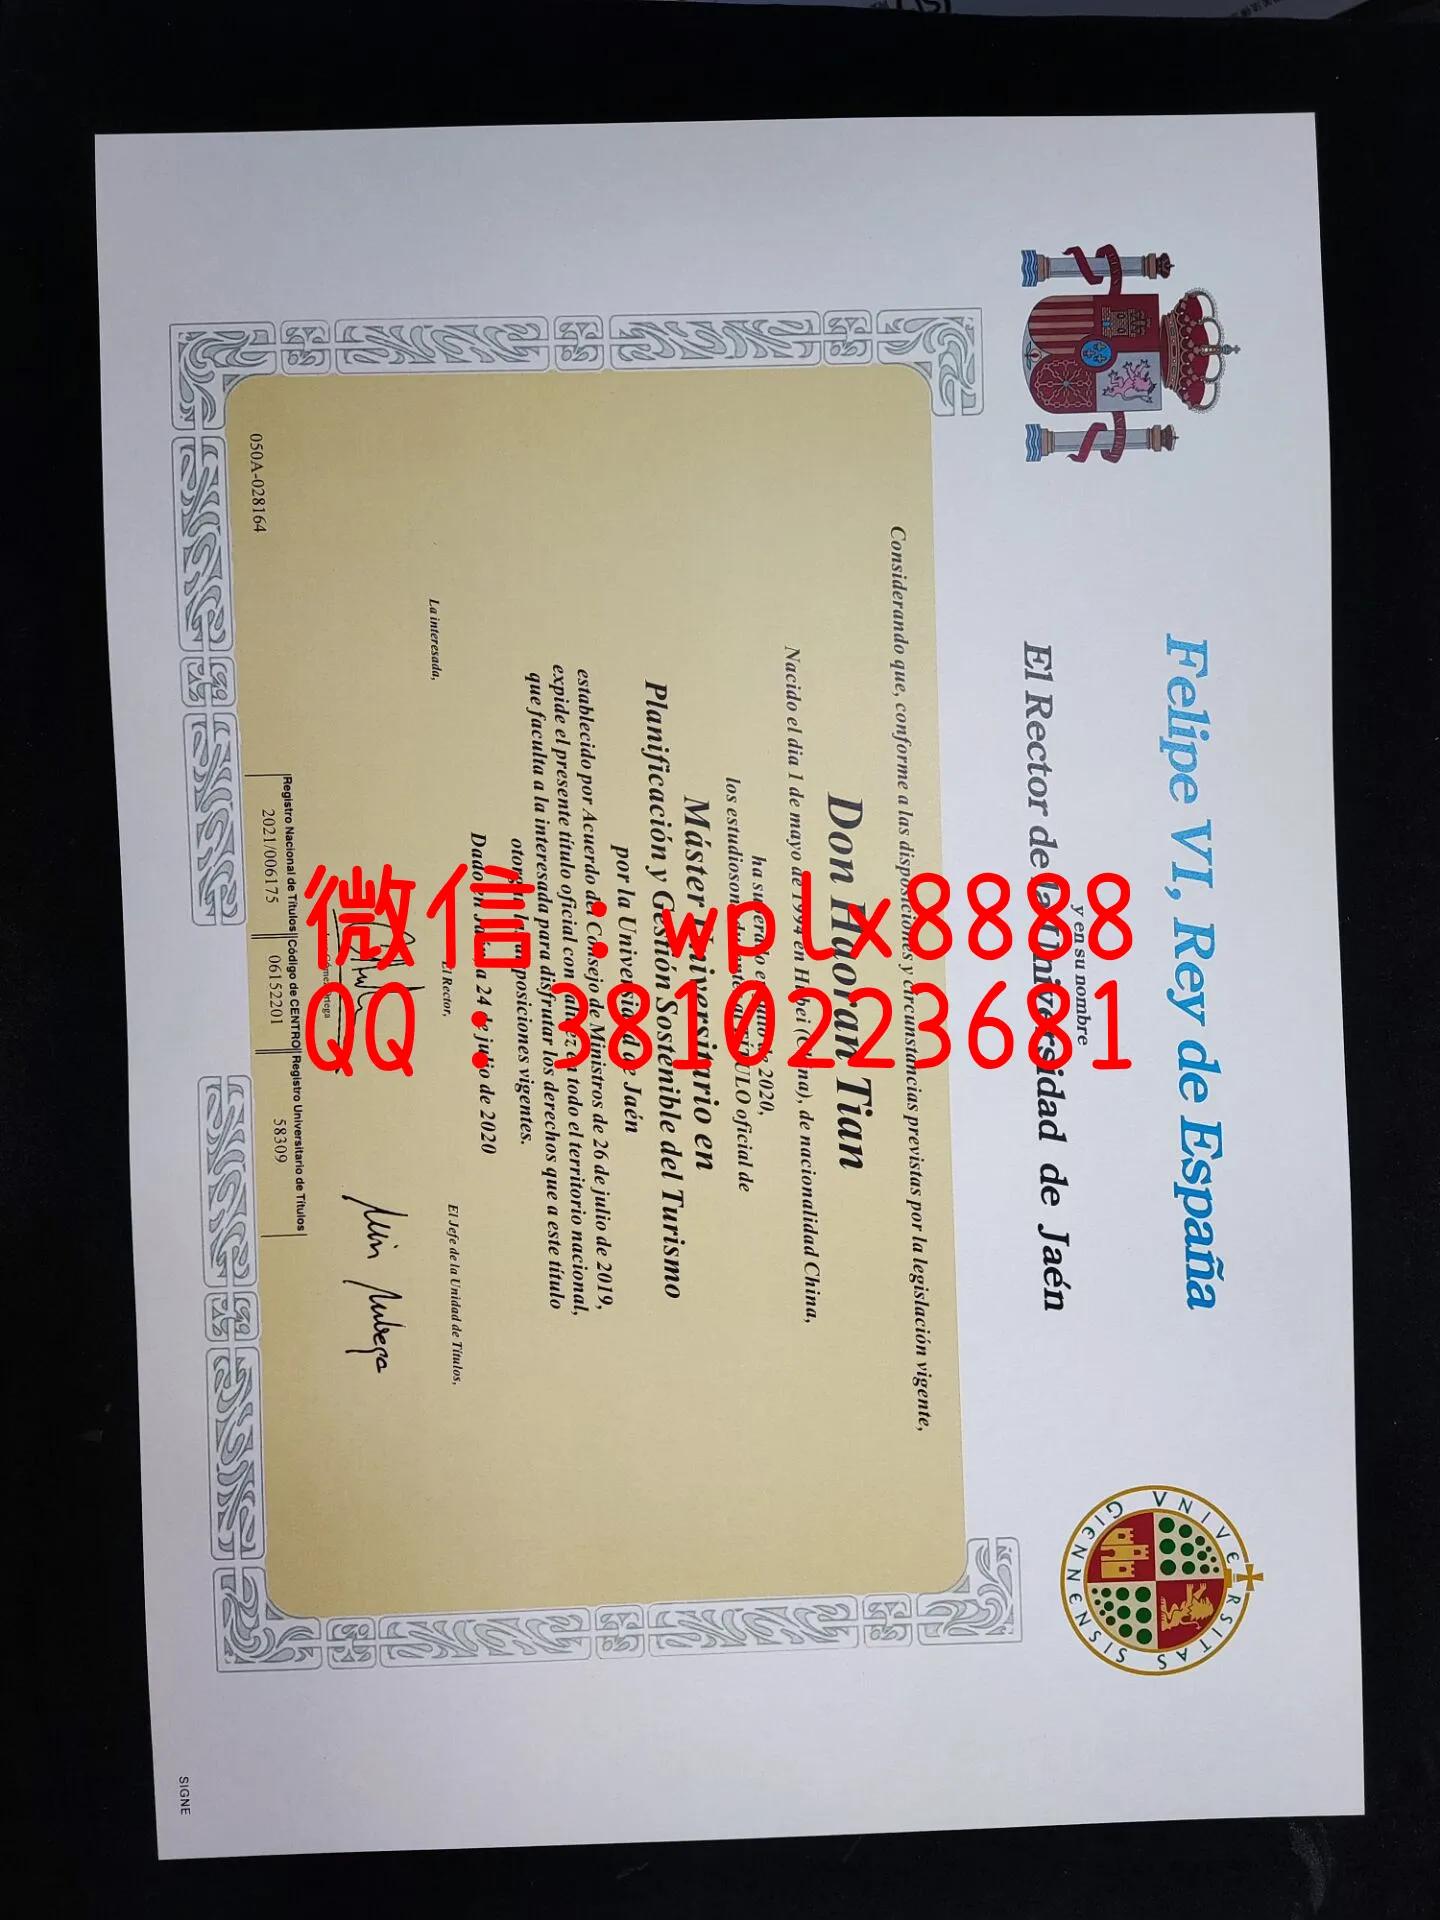 Felipe VI, Rey de España
y en su nombre
El Rector de la Universidad de Jaén
VNIVERSITAS GIENNENSIS
Considerando que, conforme a las disposiciones y circunstancias previstas por la legislación vigente,
Don Haoran Tian
Nacido el dia 1 de mayo de 1994 en (China), de nacionalidad China,
ha superado en 2020,
los estudios TITULO oficial de
Máster Universitario en
Planificación y Gestión Sostenible del Turismo
por la Universidad de Jaén
establecido por Acuerdo del Consejo de Ministros de 26 de julio de 2019,
expide el presente título oficial con validez en todo el territorio nacional,
que faculta a la interesada para disfrutar los derechos que a este título
otorgan las disposiciones vigentes.
Dado en Jaén, a 24 de julio de 2020
La interesada,
El Rector,
El Jefe de la Unidad de Títulos,
050A-028164
Registro Nacional de Títulos
Código de CENTRO
Registro Universitario de Títulos
2021/006175
06152201
58309
SIGNE
微信：wplx8888
QQ：3810223681